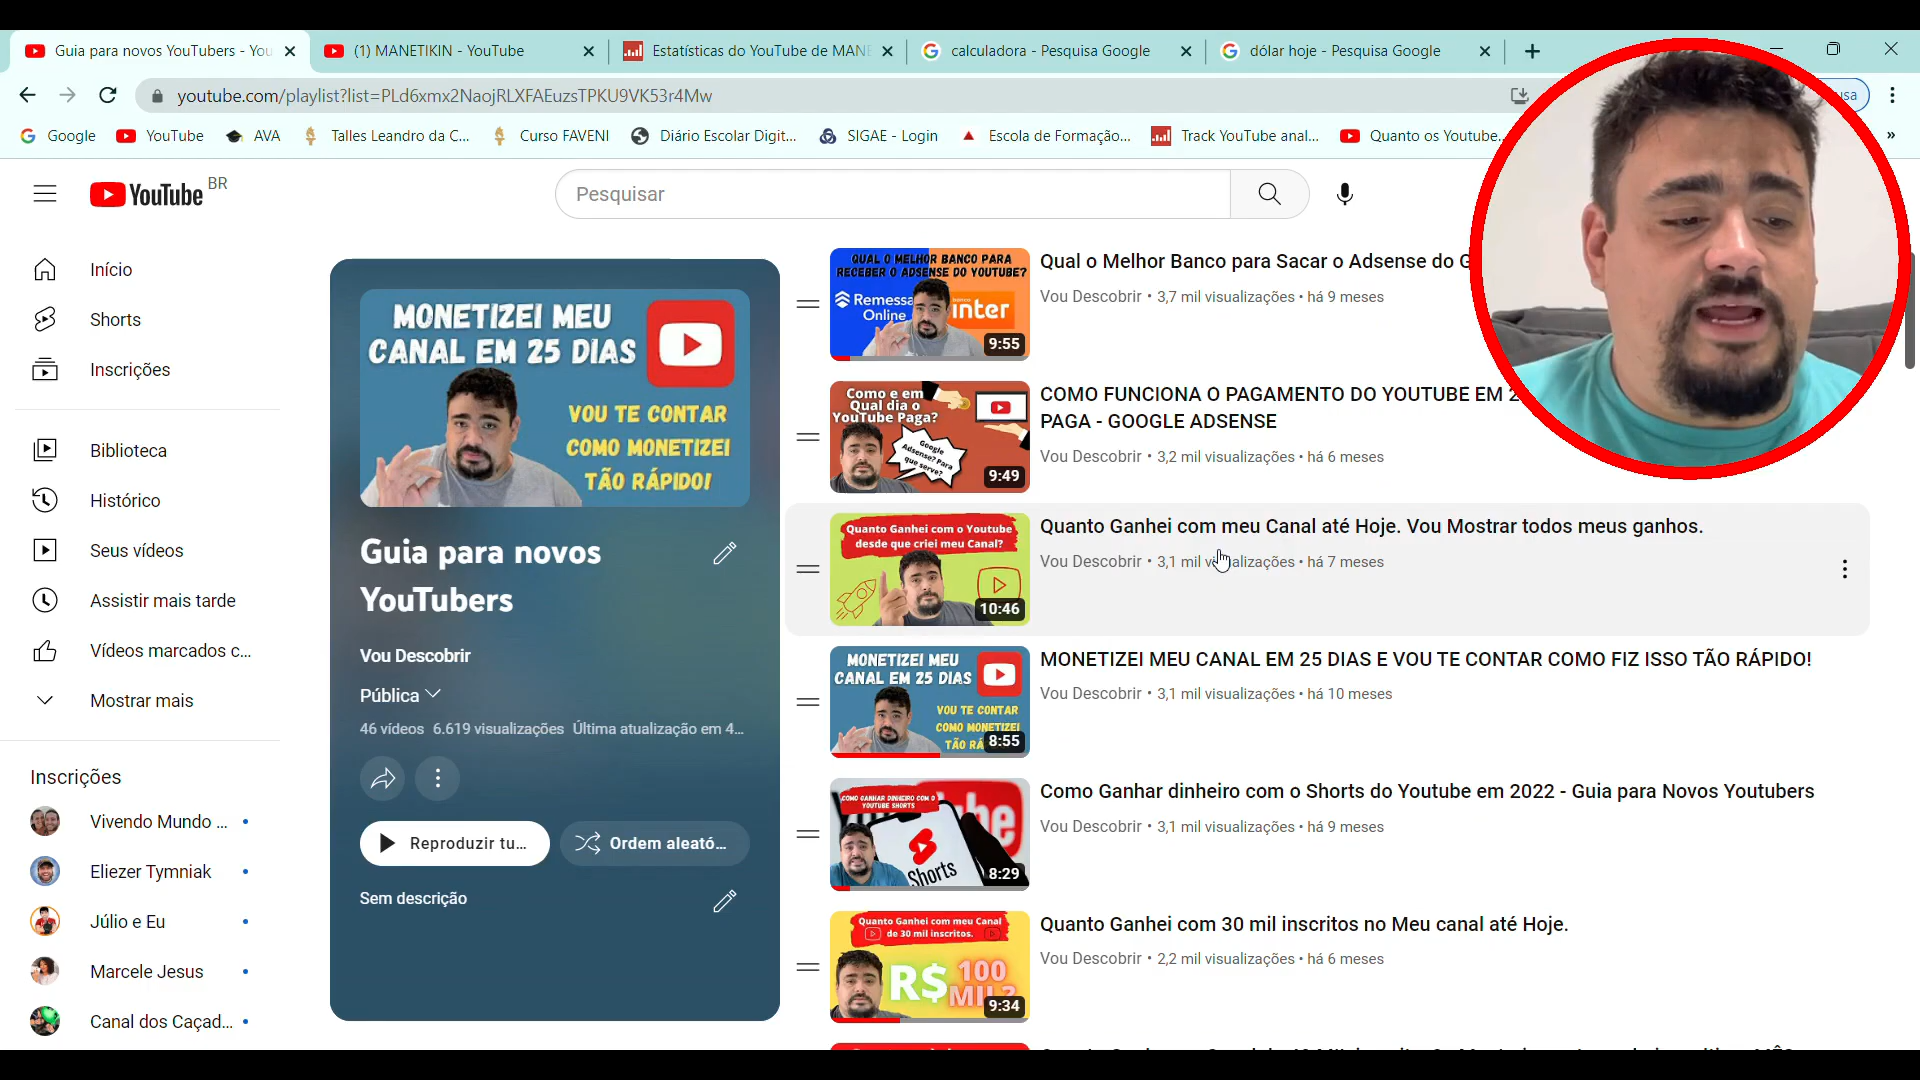 Guia para novos YouTubers - You
(1) MANETIKIN - YouTube
Estatísticas do YouTube de MANE
calculadora - Pesquisa Google
dólar hoje - Pesquisa Google
youtube.com/playlist?list=PLd6xmx2NaojRLXFAEuzsTPKU9VK53r4Mw
usa
Google
YouTube
AVA
Talles Leandro da C...
Curso FAVENI
Diário Escolar Digit...
SIGAE - Login
Escola de Formação...
Track YouTube anal...
Quanto os Youtube...
YouTube BR
Pesquisar
Início
Shorts
Inscrições
Biblioteca
Histórico
Seus vídeos
Assistir mais tarde
Vídeos marcados c...
Mostrar mais
Inscrições
Vivendo Mundo ...
Eliezer Tymniak
Júlio e Eu
Marcele Jesus
Canal dos Caçad...
MONETIZEI MEU
CANAL EM 25 DIAS
VOU TE CONTAR
COMO MONETIZEI
TÃO RÁPIDO!
Guia para novos
YouTubers
Vou Descobrir
Pública
46 vídeos 6.619 visualizações Última atualização em 4...
Reproduzir tu...
Ordem aleató...
Sem descrição
QUAL O MELHOR BANCO PARA
RECEBER O ADSENSE DO YOUTUBE?
Remessa
Online
inter
9:55
Qual o Melhor Banco para Sacar o Adsense do G
Vou Descobrir • 3,7 mil visualizações • há 9 meses
Como e em
Qual dia o
YouTube Paga?
Google
Adsense? Para
que serve?
9:49
COMO FUNCIONA O PAGAMENTO DO YOUTUBE EM 2
PAGA - GOOGLE ADSENSE
Vou Descobrir • 3,2 mil visualizações • há 6 meses
Quanto Ganhei com o Youtube
desde que criei meu Canal?
10:46
Quanto Ganhei com meu Canal até Hoje. Vou Mostrar todos meus ganhos.
Vou Descobrir • 3,1 mil visualizações • há 7 meses
MONETIZEI MEU
CANAL EM 25 DIAS
VOU TE CONTAR
COMO MONETIZEI
TÃO RÁ
8:55
MONETIZEI MEU CANAL EM 25 DIAS E VOU TE CONTAR COMO FIZ ISSO TÃO RÁPIDO!
Vou Descobrir • 3,1 mil visualizações • há 10 meses
COMO GANHAR DINHEIRO COM O
YOUTUBE SHORTS
Shorts
8:29
Como Ganhar dinheiro com o Shorts do Youtube em 2022 - Guia para Novos Youtubers
Vou Descobrir • 3,1 mil visualizações • há 9 meses
Quanto Ganhei com meu Canal
de 30 mil inscritos.
R$ 100
MIL?
9:34
Quanto Ganhei com 30 mil inscritos no Meu canal até Hoje.
Vou Descobrir • 2,2 mil visualizações • há 6 meses